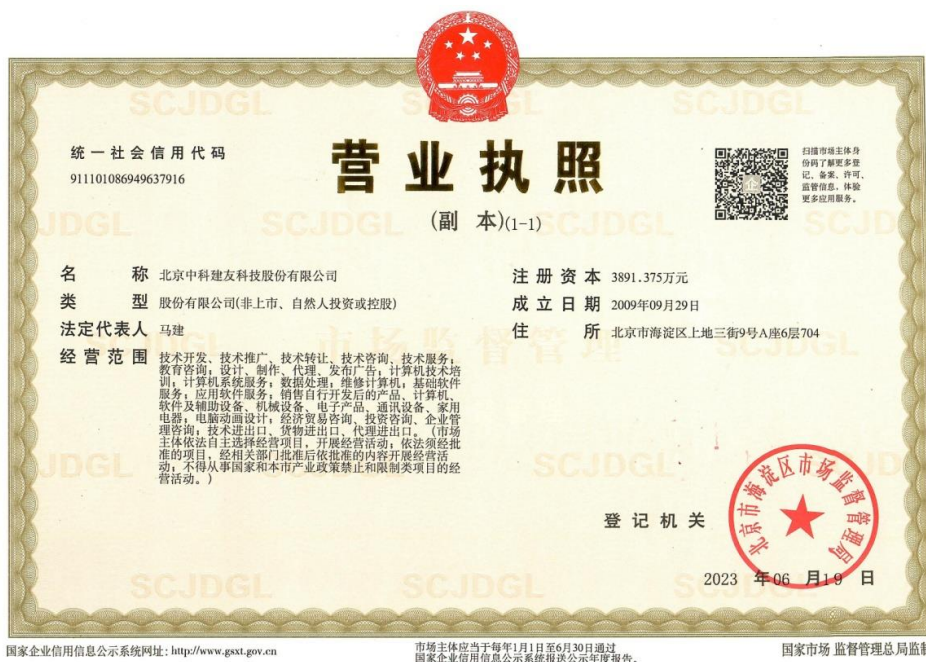 统一社会信用代码
911101086949637916
营业执照
(副 本)(1-1)
扫描市场主体身
份码了解更多登
记、备案、许可、
监管信息，体验
更多应用服务。
名 称 北京中科建友科技股份有限公司
类 型 股份有限公司(非上市、自然人投资或控股)
法定代表人 马建
经营范围 技术开发、技术推广、技术转让、技术咨询、技术服务；
教育咨询；设计、制作、代理、发布广告；计算机技术培
训；计算机系统服务；数据处理；维修计算机；基础软件
服务；应用软件服务；销售自行开发后的产品、计算机、
软件及辅助设备、机械设备、电子产品、通讯设备、家用
电器；电脑动画设计；经济贸易咨询、投资咨询、企业管
理咨询；技术进出口、货物进出口、代理进出口。（市场
主体依法自主选择经营项目，开展经营活动；依法须经批
准的项目，经相关部门批准后依批准的内容开展经营活
动；不得从事国家和本市产业政策禁止和限制类项目的经
营活动。）
注册资本 3891.375万元
成立日期 2009年09月29日
住 所 北京市海淀区上地三街9号A座6层704
登记机关
北京市海淀区市场监督管理局
2023 年06 月19 日
SCJDGL
市场监督管理
国家企业信用信息公示系统网址：http://www.gsxt.gov.cn
市场主体应当于每年1月1日至6月30日通过
国家企业信用信息公示系统报送公示年度报告。
国家市场监督管理总局监制